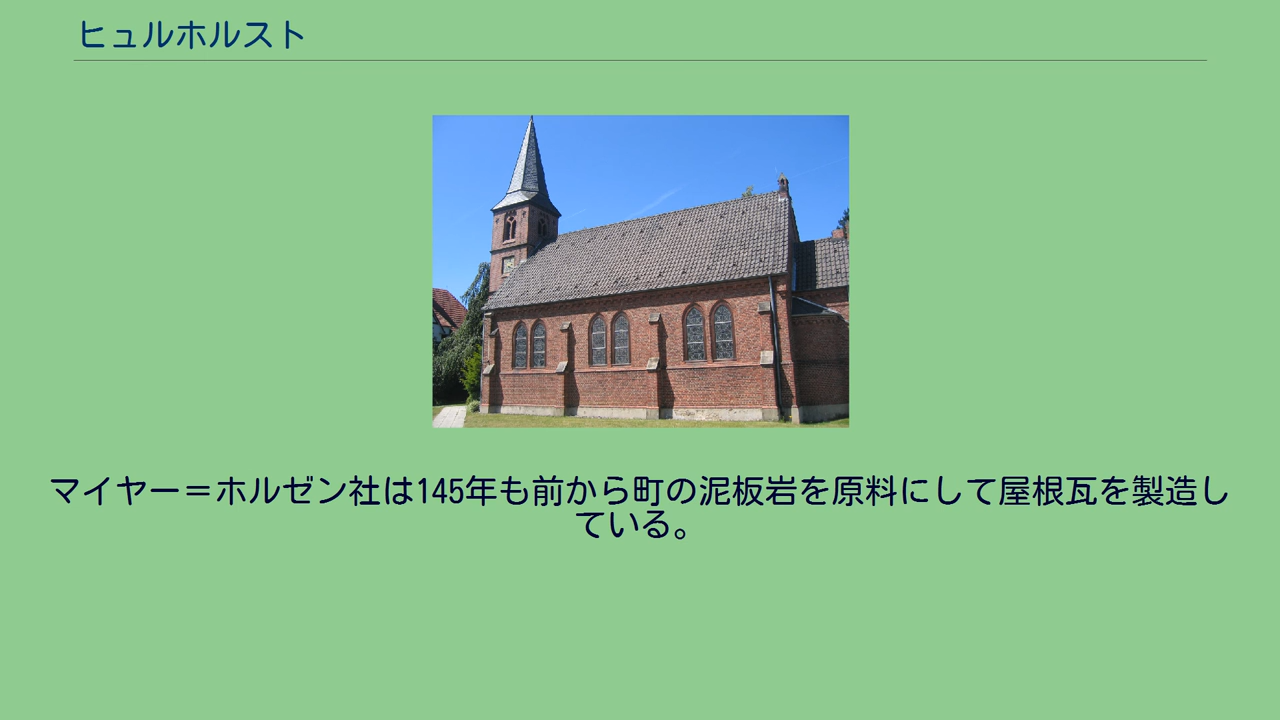 ヒュルホルスト
マイヤー＝ホルゼン社は145年も前から町の泥板岩を原料にして屋根瓦を製造し
ている。